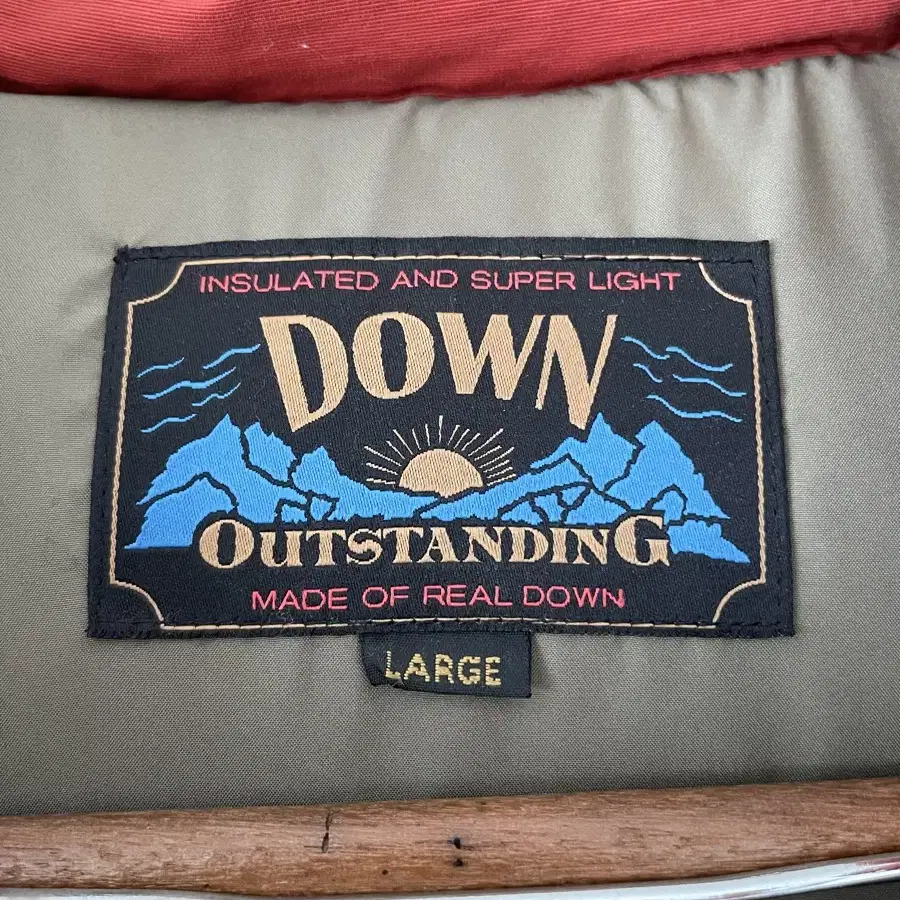 INSULATED AND SUPER LIGHT
DOWN
OUTSTANDING
MADE OF REAL DOWN
LARGE